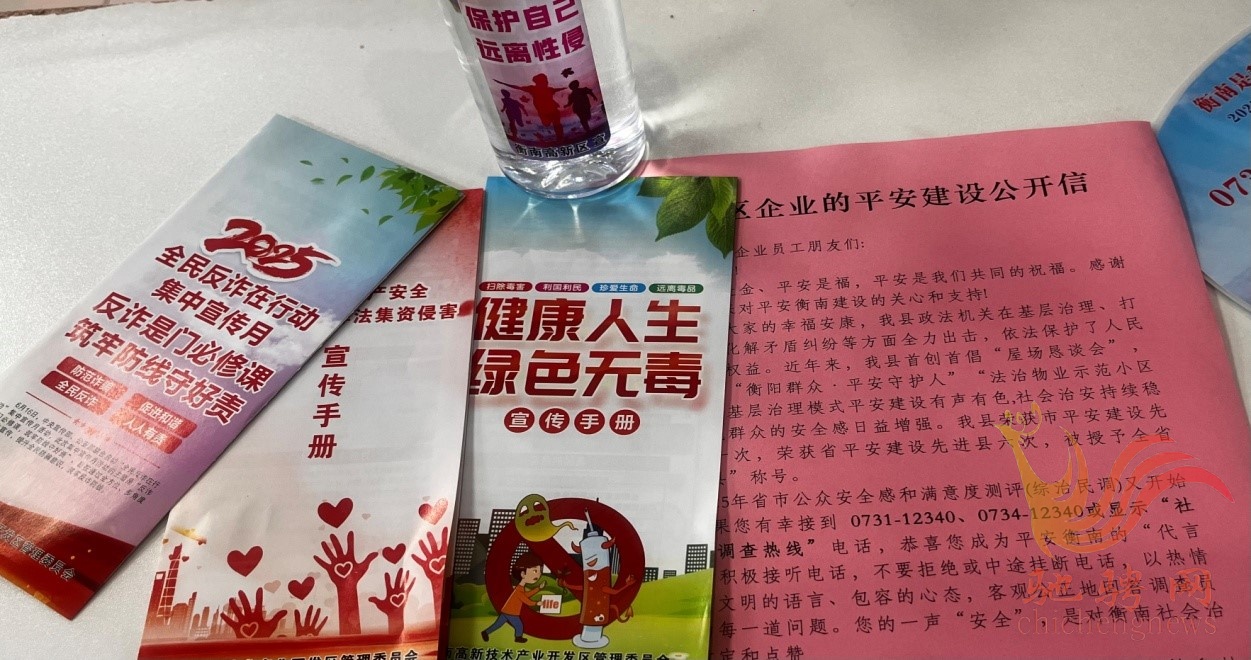 保护自己
远离性侵
衡南高新区宣
2025
全民反诈在行动
集中宣传月
反诈是门必修课
筑牢防线守好责
防范诈骗
促进和谐
全民反诈
人人有责
安全
法集资侵害
宣传手册
扫除毒害 利国利民 珍爱生命 远离毒品
健康人生
绿色无毒
宣传手册
life
高新技术产业开发区管理委员会
区企业的平安建设公开信
企业员工朋友们:
金、平安是福，平安是我们共同的祝福。感谢
对平安衡南建设的关心和支持!
大家的幸福安康，我县政法机关在基层治理、打
化解矛盾纠纷等方面全力出击，依法保护了人民
权益。近年来，我县首创首倡“屋场恳谈会”，
“衡阳群众·平安守护人”“法治物业示范小区
基层治理模式平安建设有声有色,社会治安持续稳
群众的安全感日益增强。我县荣获市平安建设先
次，荣获省平安建设先进县六次，被授予全省
”称号。
5年省市公众安全感和满意度测评(综治民调)又开始
果您有幸接到 0731-12340、0734-12340或显示“社
调查热线”电话，恭喜您成为平安衡南的“代言
积极接听电话，不要拒绝或中途挂断电话，以热情
文明的语言、包容的心态，客观公正地回答调查员
每一道问题。您的一声“安全”，是对衡南社会治
定和点赞
衡南是
202
073
驰骋网
chichengnews